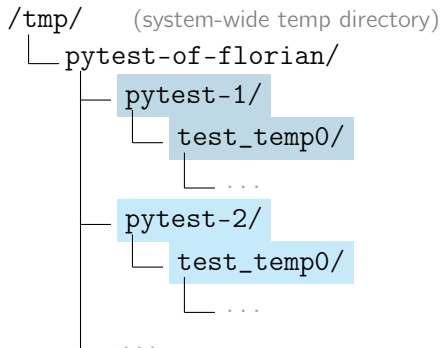 /tmp/ (system-wide temp directory)
pytest-of-florian/
pytest-1/
test_temp0/
...
pytest-2/
test_temp0/
...
...